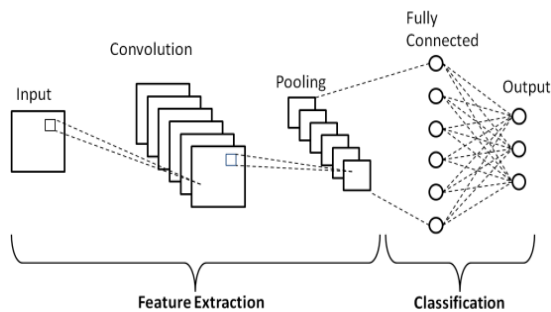 Input
Convolution
Pooling
Fully
Connected
Output
Feature Extraction
Classification